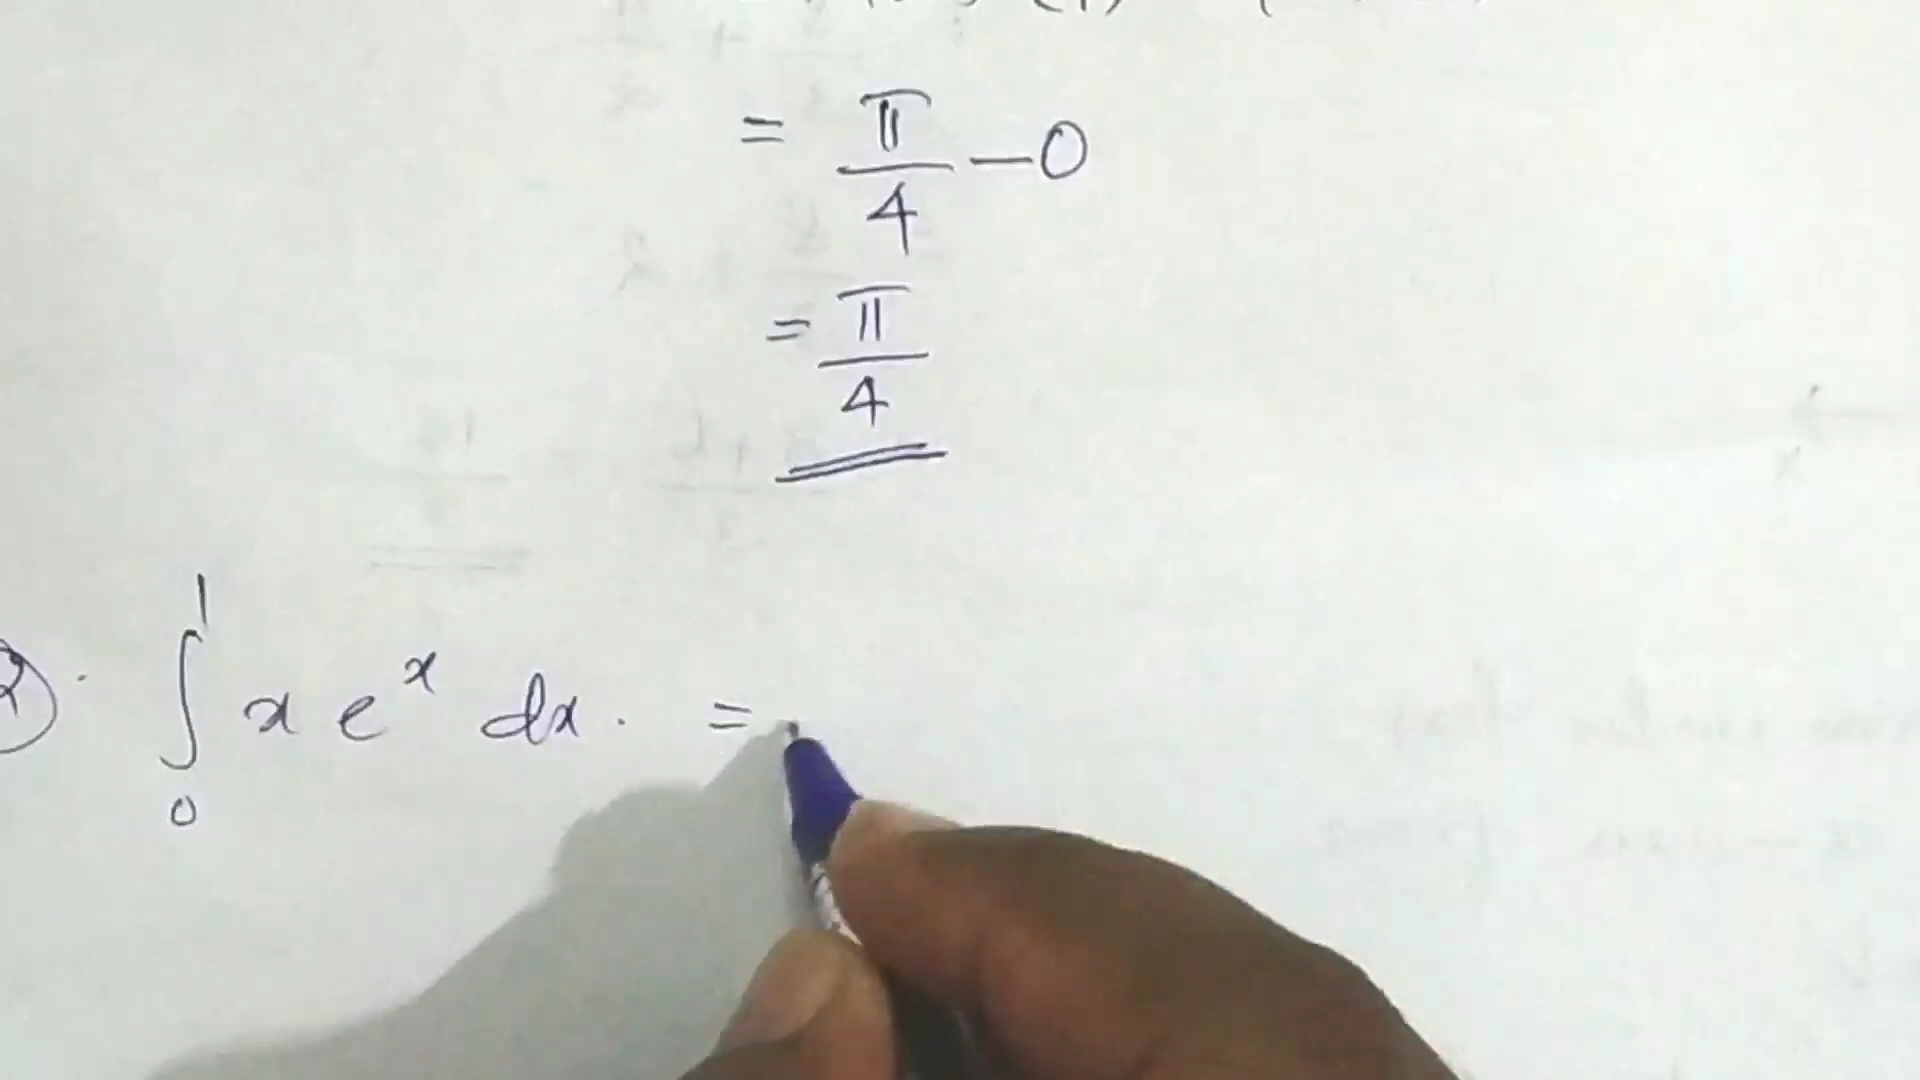 = π/4 − 0
= π/4
2) ∫₀¹ x eˣ dx. =